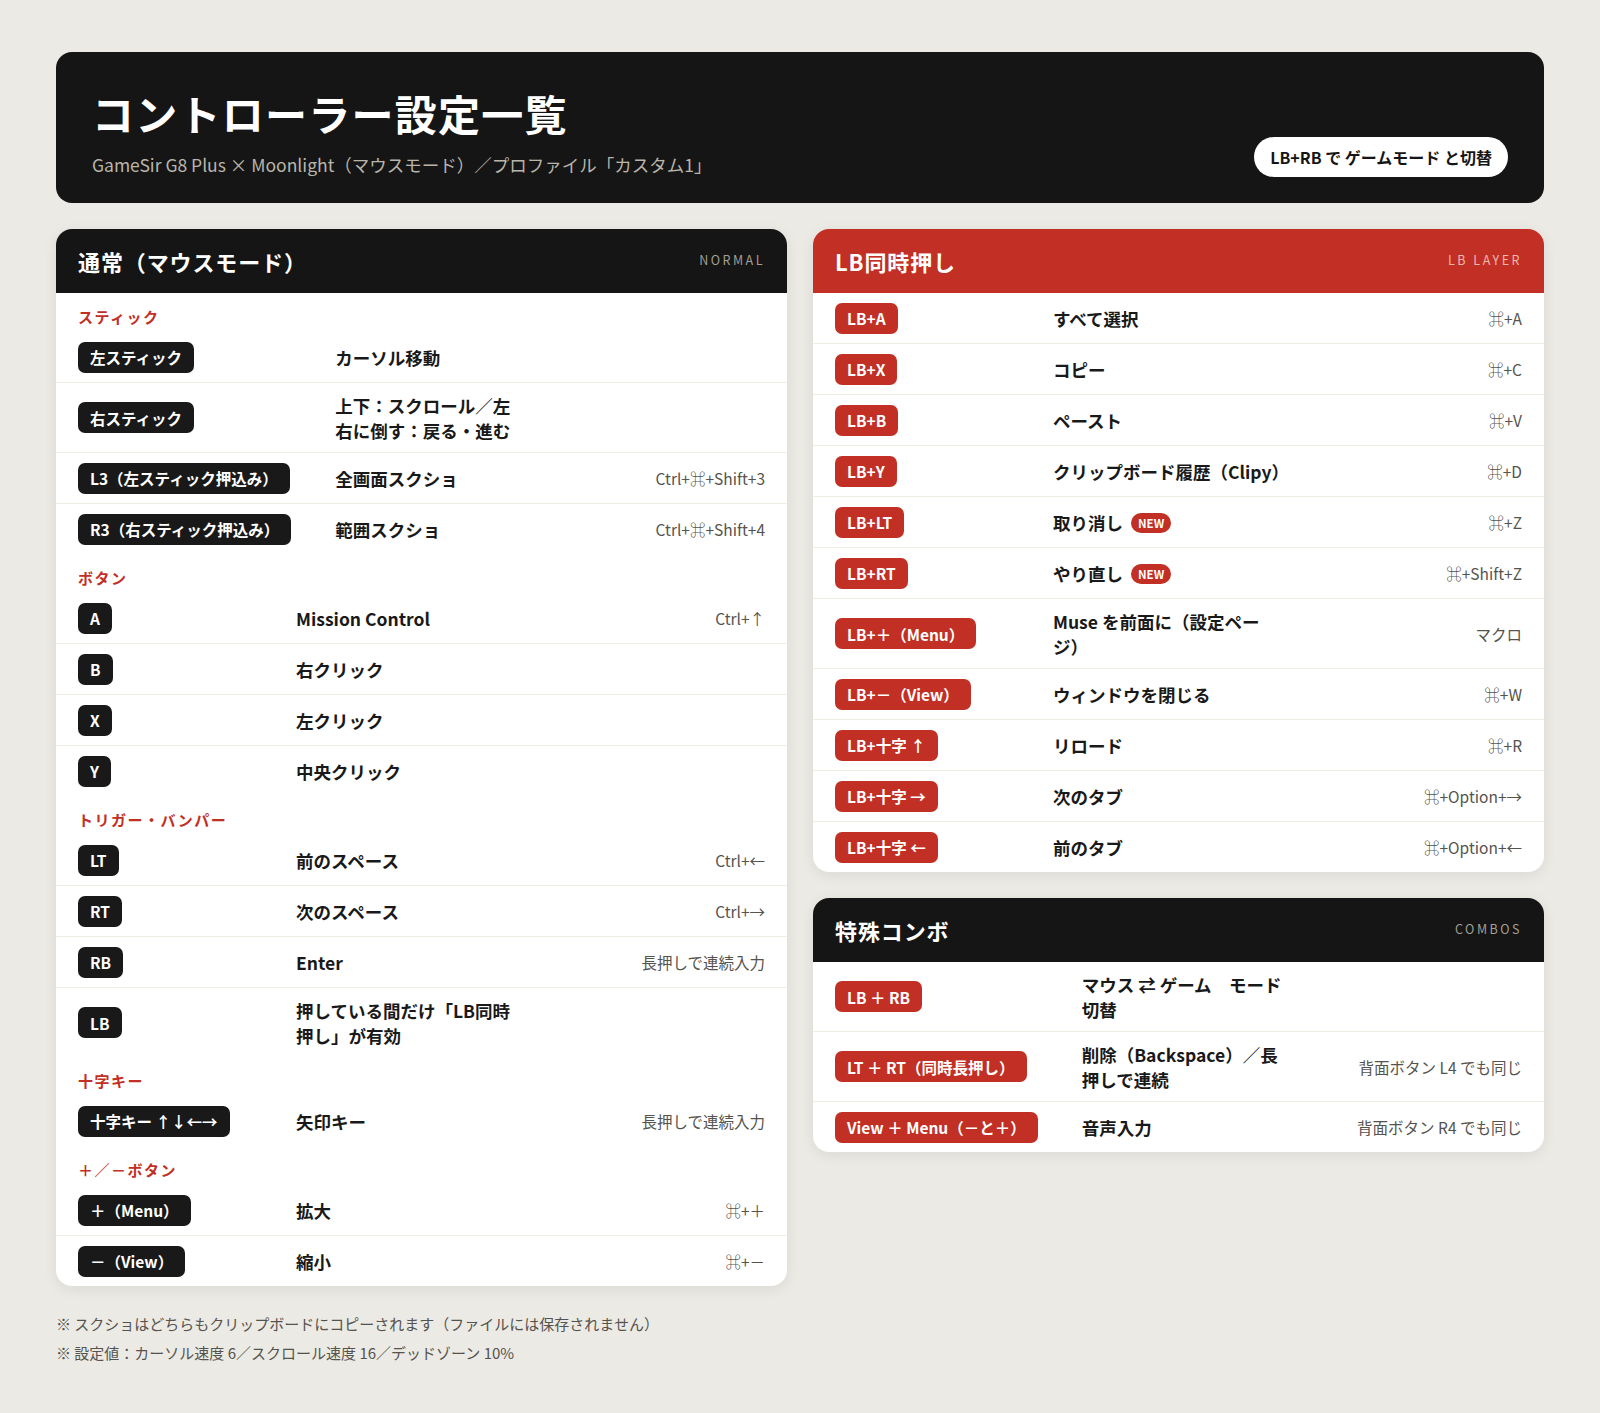 コントローラー設定一覧
GameSir G8 Plus × Moonlight（マウスモード）／プロファイル「カスタム1」
LB+RB で ゲームモード と切替
通常（マウスモード） NORMAL
スティック
左スティック カーソル移動
右スティック 上下：スクロール／左
右に倒す：戻る・進む
L3（左スティック押込み） 全画面スクショ Ctrl+⌘+Shift+3
R3（右スティック押込み） 範囲スクショ Ctrl+⌘+Shift+4
ボタン
A Mission Control Ctrl+↑
B 右クリック
X 左クリック
Y 中央クリック
トリガー・バンパー
LT 前のスペース Ctrl+←
RT 次のスペース Ctrl+→
RB Enter 長押しで連続入力
LB 押している間だけ「LB同時
押し」が有効
十字キー
十字キー ↑↓←→ 矢印キー 長押しで連続入力
＋／－ボタン
＋（Menu） 拡大 ⌘+＋
－（View） 縮小 ⌘+－
LB同時押し LB LAYER
LB+A すべて選択 ⌘+A
LB+X コピー ⌘+C
LB+B ペースト ⌘+V
LB+Y クリップボード履歴（Clipy） ⌘+D
LB+LT 取り消し NEW ⌘+Z
LB+RT やり直し NEW ⌘+Shift+Z
LB+＋（Menu） Muse を前面に（設定ペー
ジ） マクロ
LB+－（View） ウィンドウを閉じる ⌘+W
LB+十字 ↑ リロード ⌘+R
LB+十字 → 次のタブ ⌘+Option+→
LB+十字 ← 前のタブ ⌘+Option+←
特殊コンボ COMBOS
LB ＋ RB マウス ⇄ ゲーム　モード
切替
LT ＋ RT（同時長押し） 削除（Backspace）／長
押しで連続 背面ボタン L4 でも同じ
View ＋ Menu（－と＋） 音声入力 背面ボタン R4 でも同じ
※ スクショはどちらもクリップボードにコピーされます（ファイルには保存されません）
※ 設定値：カーソル速度 6／スクロール速度 16／デッドゾーン 10%